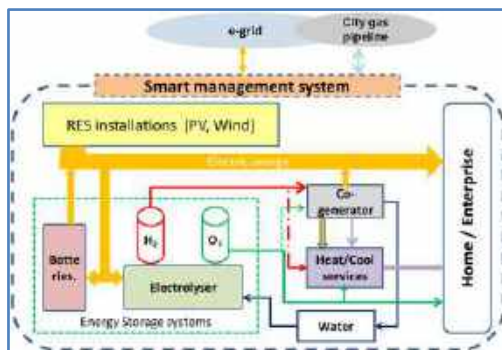 e-grid
City gas
pipeline
Smart management system
RES installations (PV, Wind)
Electric energy
Co-
generator
H₂
O₂
Batte
ries.
Electrolyser
Heat/Cool
services
Energy Storage systems
Water
Home / Enterprise